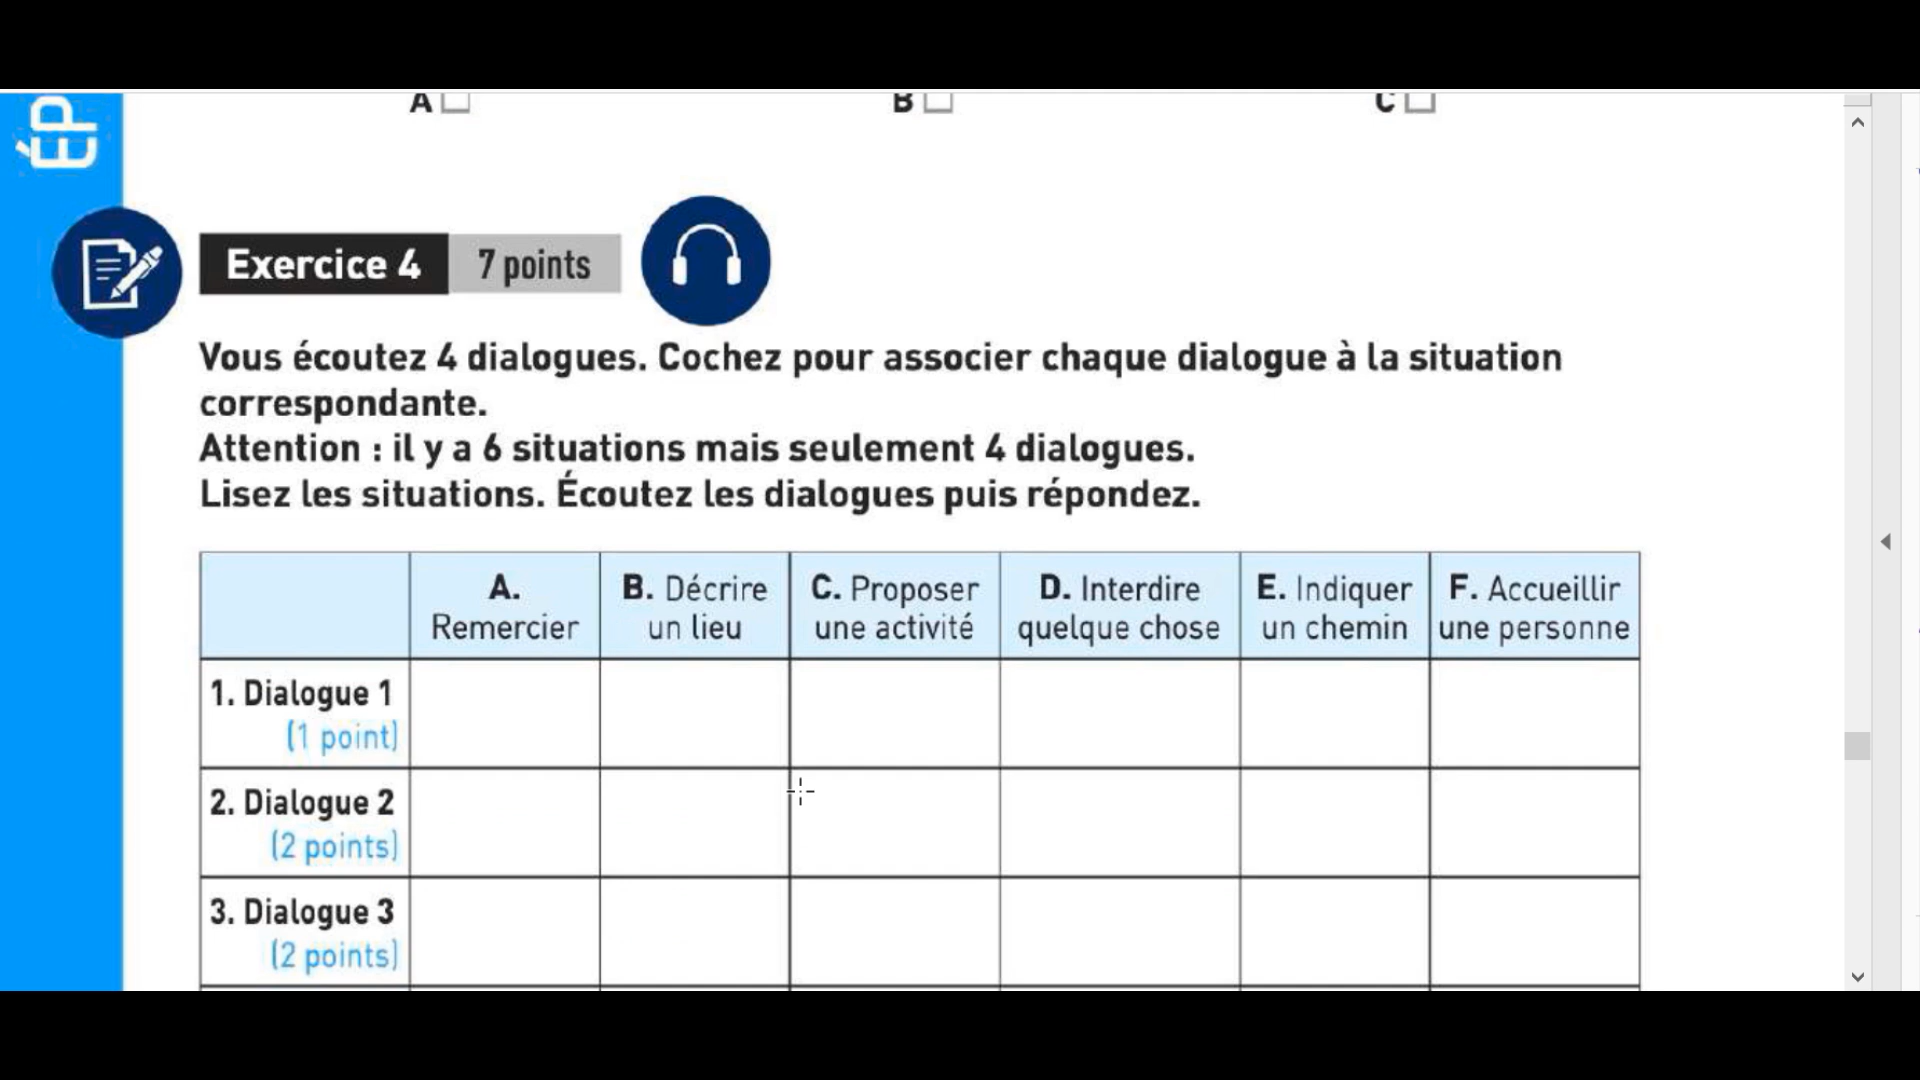 ÉP
A
B
C
Exercice 4
7 points
Vous écoutez 4 dialogues. Cochez pour associer chaque dialogue à la situation
correspondante.
Attention : il y a 6 situations mais seulement 4 dialogues.
Lisez les situations. Écoutez les dialogues puis répondez.
A.
Remercier
B. Décrire
un lieu
C. Proposer
une activité
D. Interdire
quelque chose
E. Indiquer
un chemin
F. Accueillir
une personne
1. Dialogue 1
(1 point)
2. Dialogue 2
(2 points)
3. Dialogue 3
(2 points)